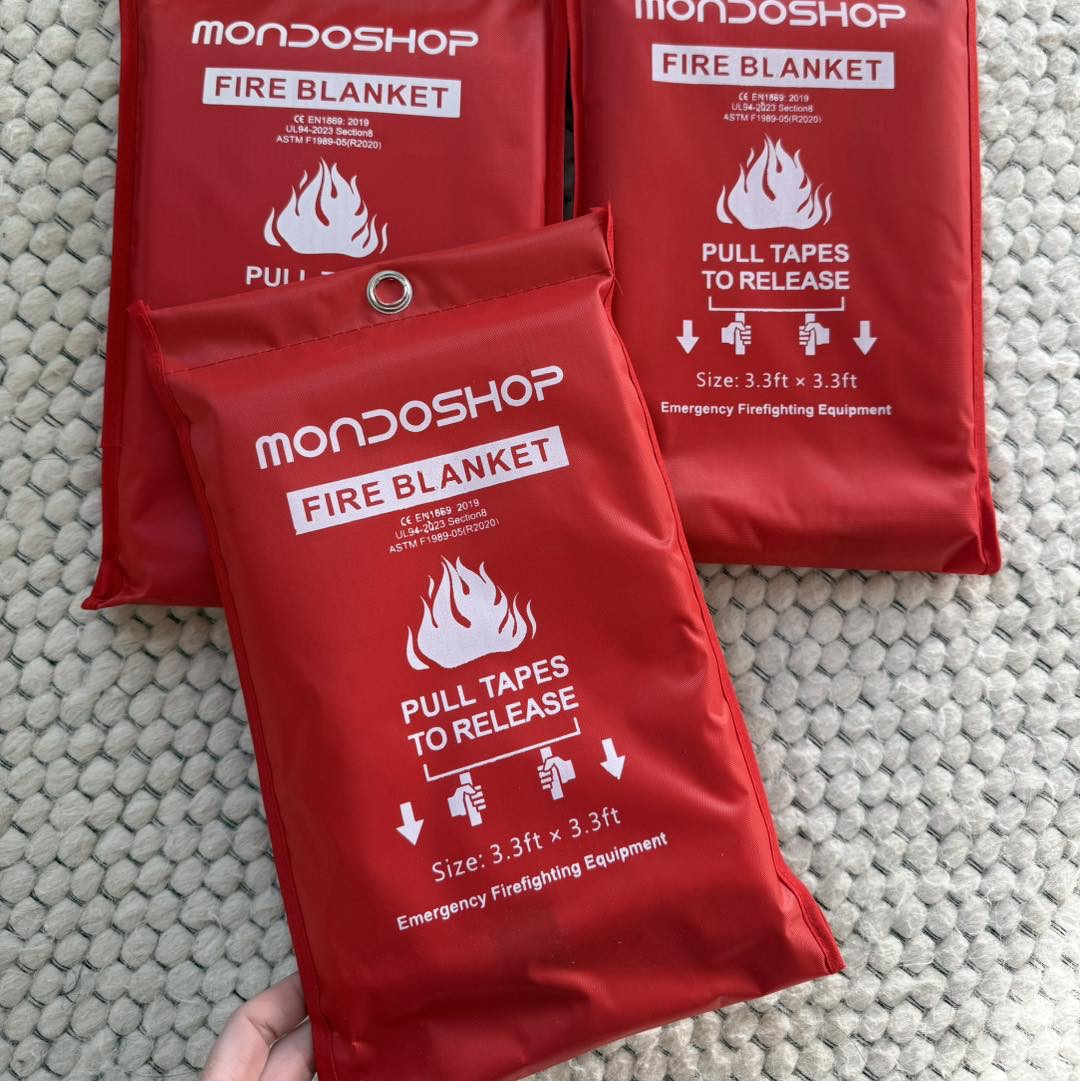 MONDOSHOP
FIRE BLANKET
CE EN1869: 2019
UL94-2023 Section8
ASTM F1989-05(R2020)
PULL T
MONDOSHOP
FIRE BLANKET
CE EN1869: 2019
UL94-2023 Section8
ASTM F1989-05(R2020)
PULL TAPES
TO RELEASE
Size: 3.3ft × 3.3ft
Emergency Firefighting Equipment
MONDOSHOP
FIRE BLANKET
CE EN1869 2019
UL94-2023 Section8
ASTM F1989-05(R2020)
PULL TAPES
TO RELEASE
Size: 3.3ft × 3.3ft
Emergency Firefighting Equipment